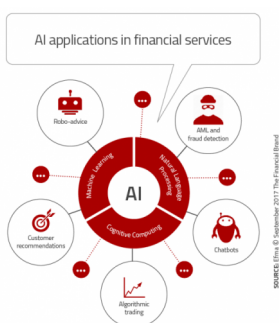 AI applications in financial services
Robo-advice
AML and
fraud detection
Machine Learning
Natural Language
Processing
AI
Cognitive Computing
Customer
recommendations
Chatbots
Algorithmic
trading
SOURCE: Efma © September 2017 The Financial Brand